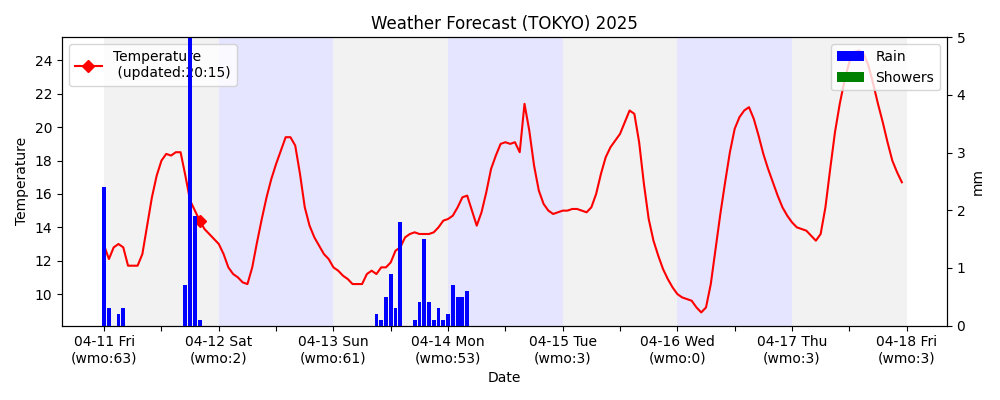 Weather Forecast (TOKYO) 2025
Temperature
(updated:20:15)
Rain
Showers
Temperature
24
22
20
18
16
14
12
10
5
4
3
2
1
0
mm
04-11 Fri
(wmo:63)
04-12 Sat
(wmo:2)
04-13 Sun
(wmo:61)
04-14 Mon
(wmo:53)
04-15 Tue
(wmo:3)
04-16 Wed
(wmo:0)
04-17 Thu
(wmo:3)
04-18 Fri
(wmo:3)
Date